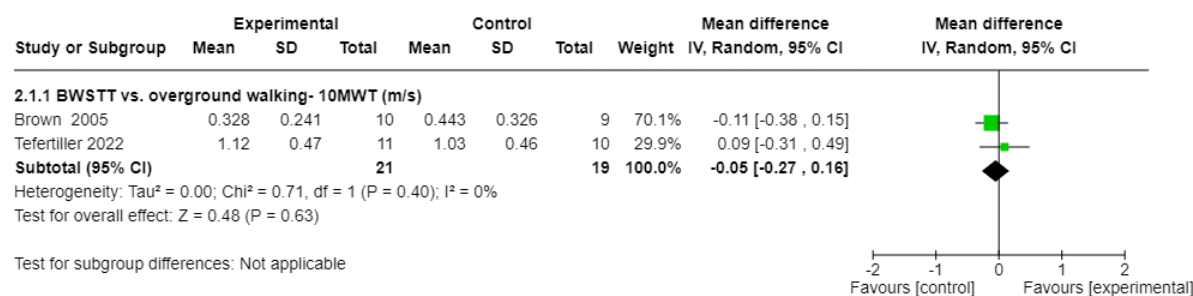 Experimental Control Mean difference Mean difference
Study or Subgroup Mean SD Total Mean SD Total Weight IV, Random, 95% CI IV, Random, 95% CI
2.1.1 BWSTT vs. overground walking- 10MWT (m/s)
Brown 2005 0.328 0.241 10 0.443 0.326 9 70.1% -0.11 [-0.38 , 0.15]
Tefertiller 2022 1.12 0.47 11 1.03 0.46 10 29.9% 0.09 [-0.31 , 0.49]
Subtotal (95% CI) 21 19 100.0% -0.05 [-0.27 , 0.16]
Heterogeneity: Tau² = 0.00; Chi² = 0.71, df = 1 (P = 0.40); I² = 0%
Test for overall effect: Z = 0.48 (P = 0.63)
Test for subgroup differences: Not applicable
-2 -1 0 1 2
Favours [control] Favours [experimental]